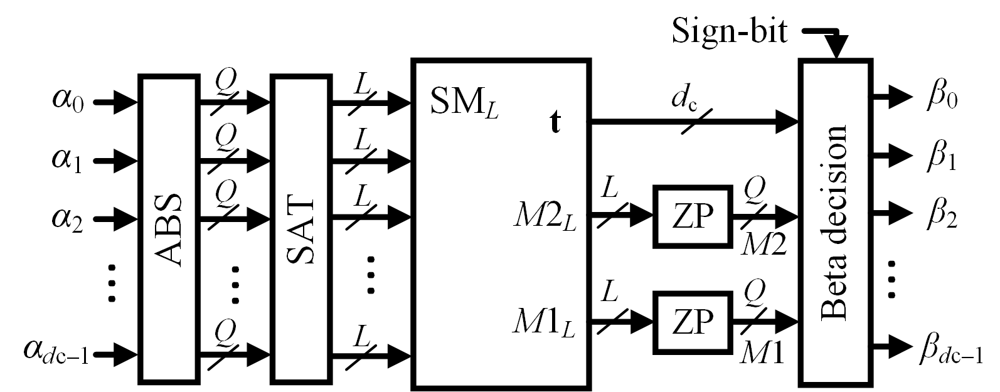 Sign-bit
α0 Q L SML dc β0
t
α1 Q L β1
α2 Q L M2L L ZP Q β2
M2
ABS SAT Beta decision
M1L L ZP Q
M1
αdc–1 Q L βdc–1